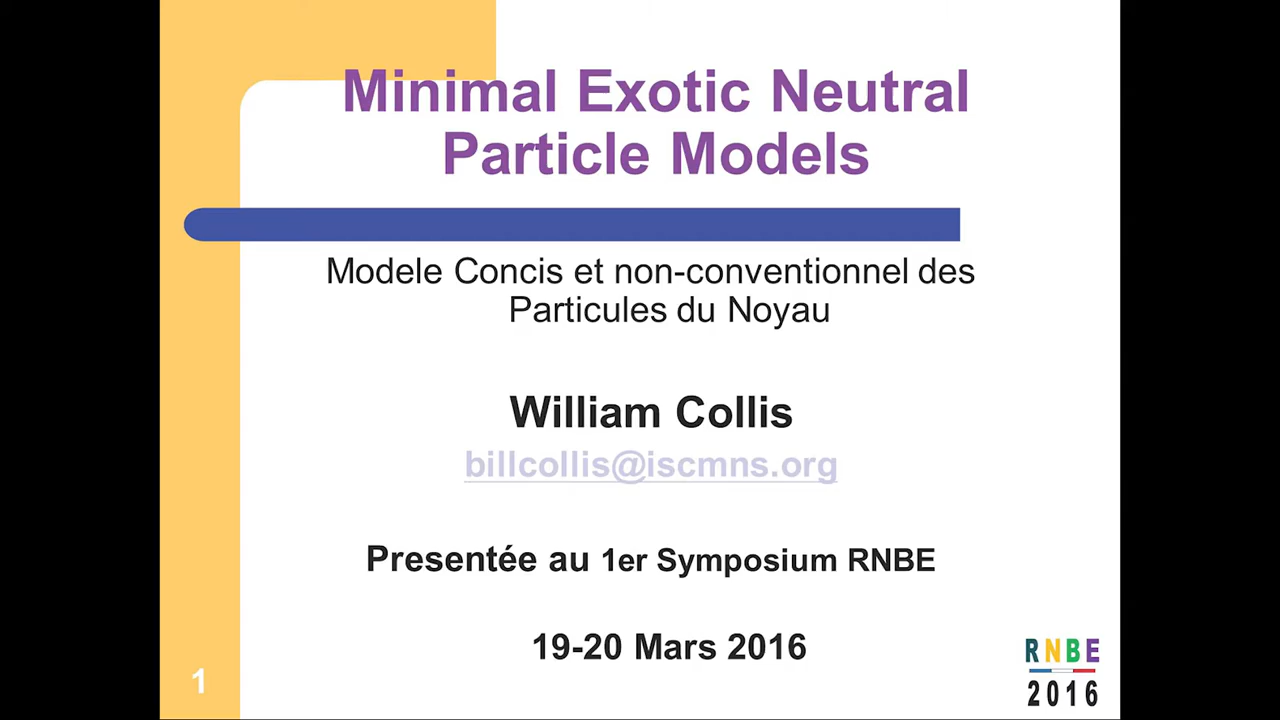 Minimal Exotic Neutral
Particle Models
Modele Concis et non-conventionnel des
Particules du Noyau
William Collis
billcollis@iscmns.org
Presentée au 1er Symposium RNBE
19-20 Mars 2016
1
RNBE
2016